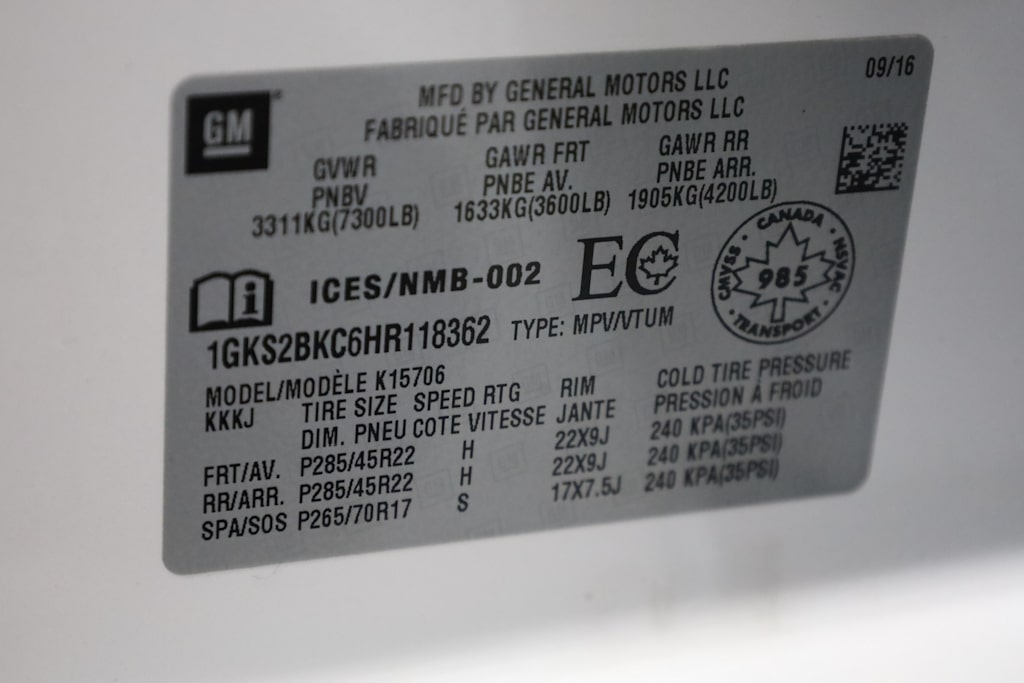 GM
09/16
MFD BY GENERAL MOTORS LLC
FABRIQUÉ PAR GENERAL MOTORS LLC
GVWR GAWR FRT GAWR RR
PNBV PNBE AV. PNBE ARR.
3311KG(7300LB) 1633KG(3600LB) 1905KG(4200LB)
i ICES/NMB-002 EC
CANADA
CMVSS 985 NSVAC
TRANSPORT
1GKS2BKC6HR118362 TYPE: MPV/VTUM
MODEL/MODÈLE K15706
KKKJ TIRE SIZE SPEED RTG RIM COLD TIRE PRESSURE
DIM. PNEU COTE VITESSE JANTE PRESSION À FROID
FRT/AV. P285/45R22 H 22X9J 240 KPA(35PSI)
RR/ARR. P285/45R22 H 22X9J 240 KPA(35PSI)
SPA/SOS P265/70R17 S 17X7.5J 240 KPA(35PSI)